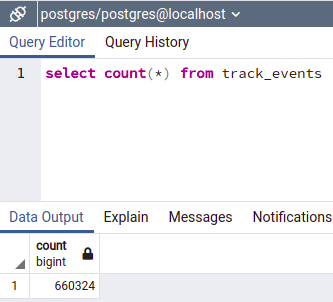 postgres/postgres@localhost
Query Editor Query History
1 select count(*) from track_events
Data Output Explain Messages Notifications
count
bigint
1 660324